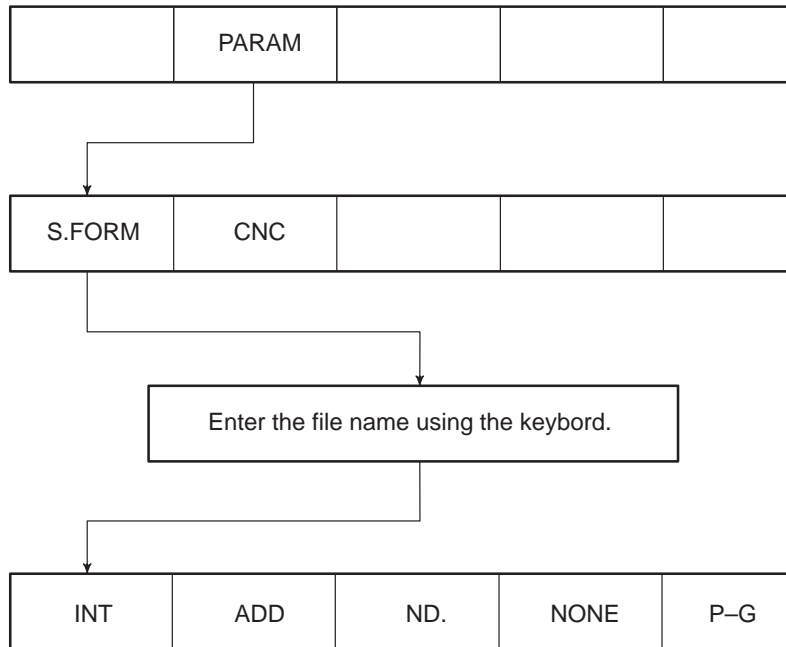 PARAM
S.FORM CNC
Enter the file name using the keybord.
INT ADD ND. NONE P–G